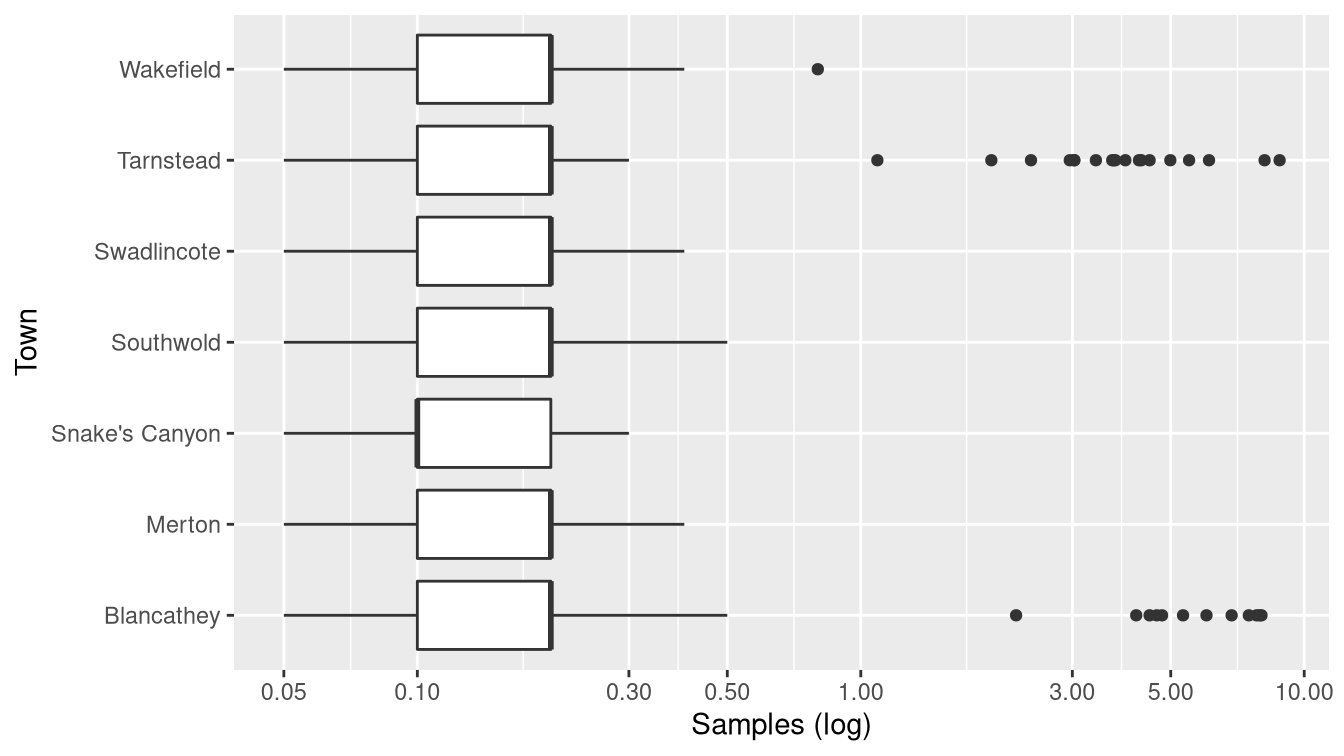 Wakefield
Tarnstead
Swadlincote
Southwold
Snake's Canyon
Merton
Blancathey
Town
0.05 0.10 0.30 0.50 1.00 3.00 5.00 10.00
Samples (log)